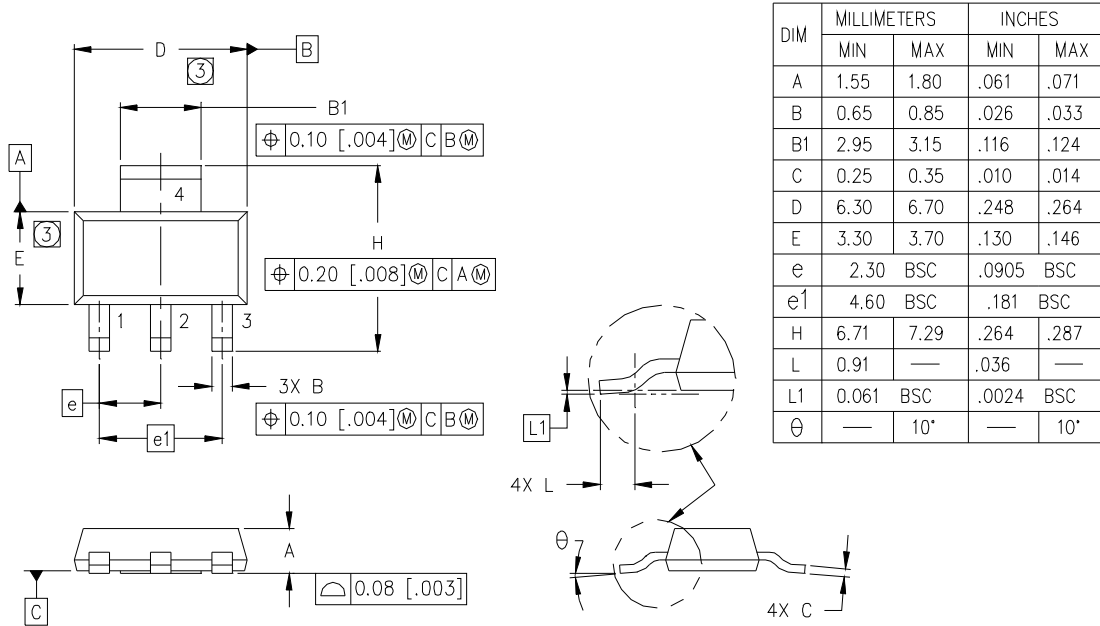 D
B
3
B1
⌖ 0.10 [.004]Ⓜ C BⓂ
A
4
3
E
H
⌖ 0.20 [.008]Ⓜ C AⓂ
1 2 3
3X B
e
⌖ 0.10 [.004]Ⓜ C BⓂ
e1
L1
4X L
A
⌓ 0.08 [.003]
C
θ
4X C
DIM MILLIMETERS INCHES
MIN MAX MIN MAX
A 1.55 1.80 .061 .071
B 0.65 0.85 .026 .033
B1 2.95 3.15 .116 .124
C 0.25 0.35 .010 .014
D 6.30 6.70 .248 .264
E 3.30 3.70 .130 .146
e 2.30 BSC .0905 BSC
e1 4.60 BSC .181 BSC
H 6.71 7.29 .264 .287
L 0.91 — .036 —
L1 0.061 BSC .0024 BSC
θ — 10° — 10°